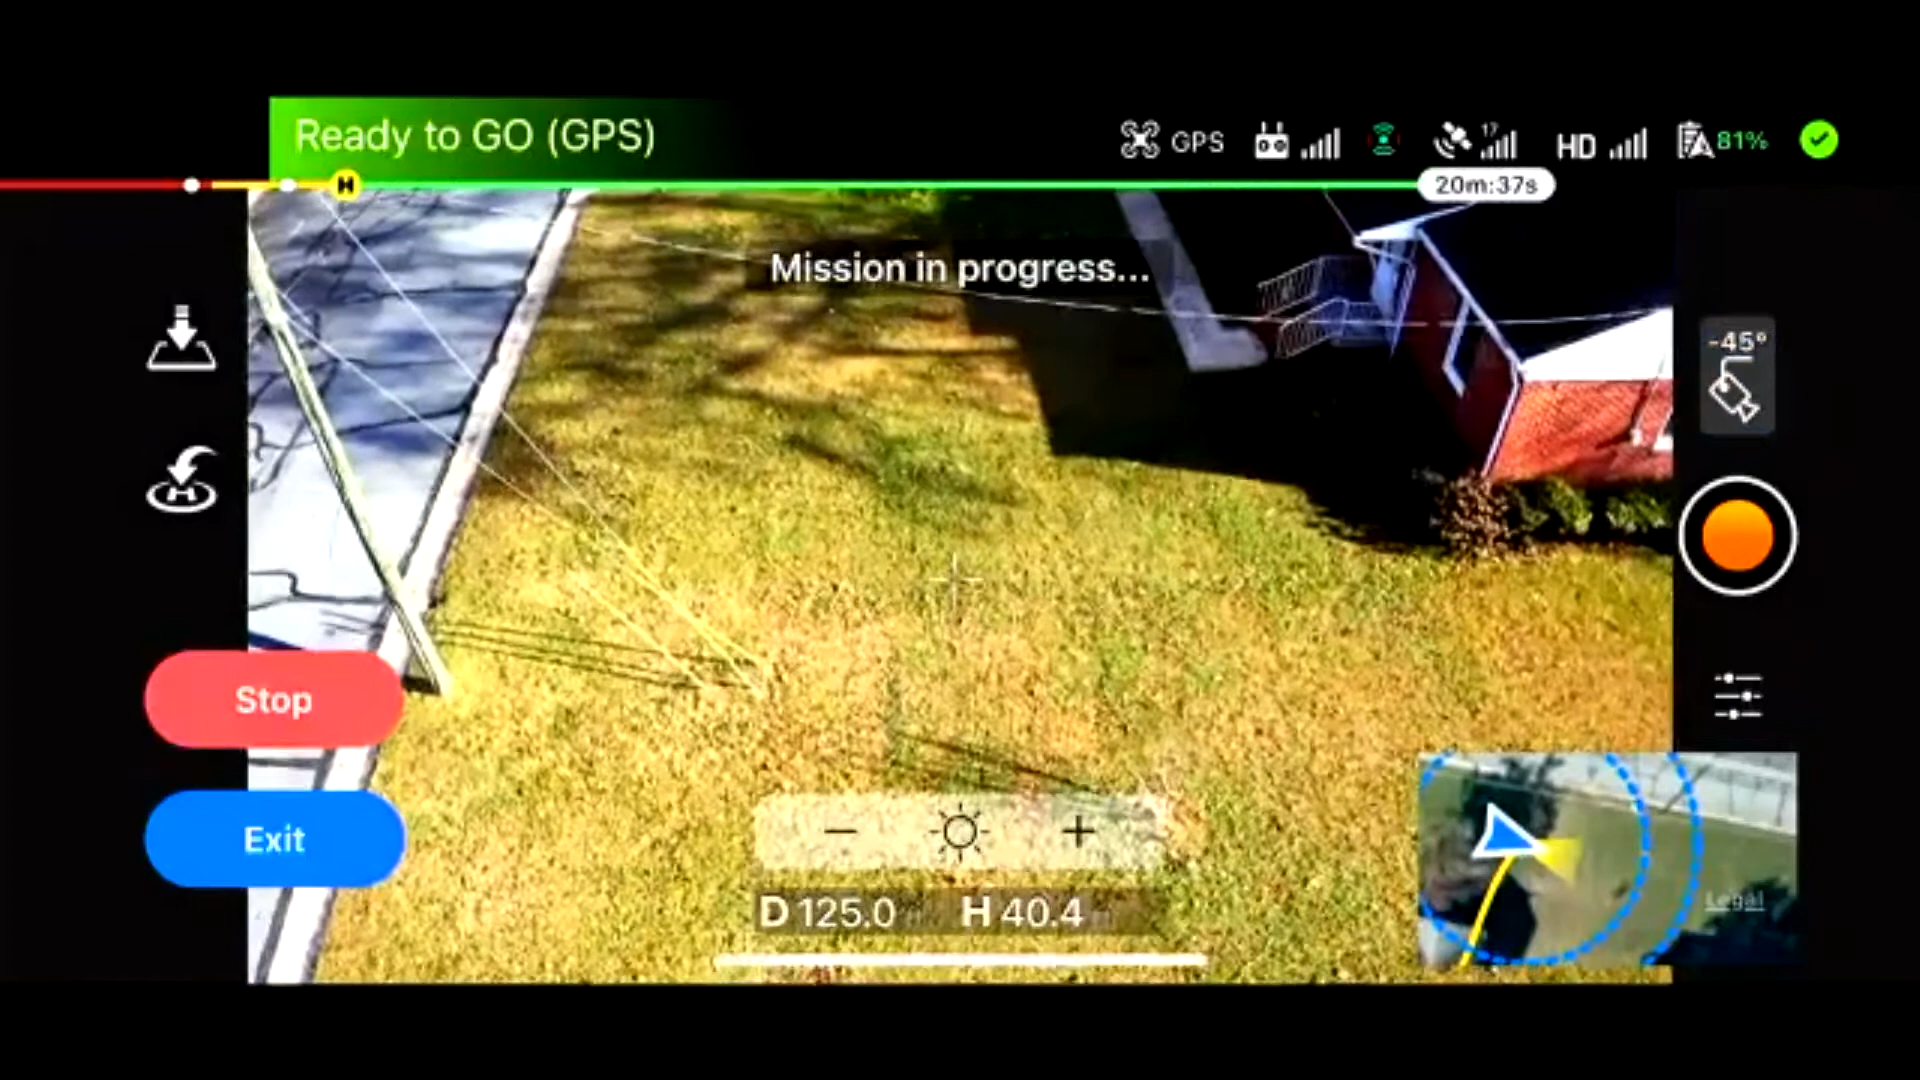 Ready to GO (GPS)
GPS
17
HD
81%
H
20m:37s
Mission in progress...
-45°
Stop
Exit
D 125.0 H 40.4
Legal